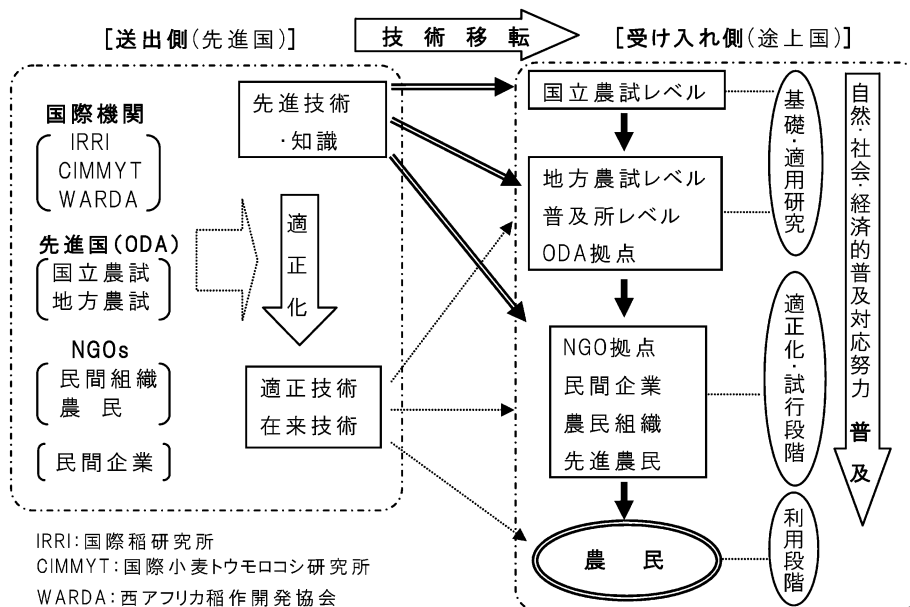 [送出側(先進国)]
技術移転
[受け入れ側(途上国)]
国際機関
IRRI
CIMMYT
WARDA
先進国(ODA)
国立農試
地方農試
NGOs
民間組織
農 民
民間企業
先進技術
・知識
適正化
適正技術
在来技術
国立農試レベル
地方農試レベル
普及所レベル
ODA拠点
NGO拠点
民間企業
農民組織
先進農民
農 民
基礎・適用研究
適正化・試行段階
利用段階
自然・社会・経済的普及対応努力 普及
IRRI：国際稲研究所
CIMMYT：国際小麦トウモロコシ研究所
WARDA：西アフリカ稲作開発協会